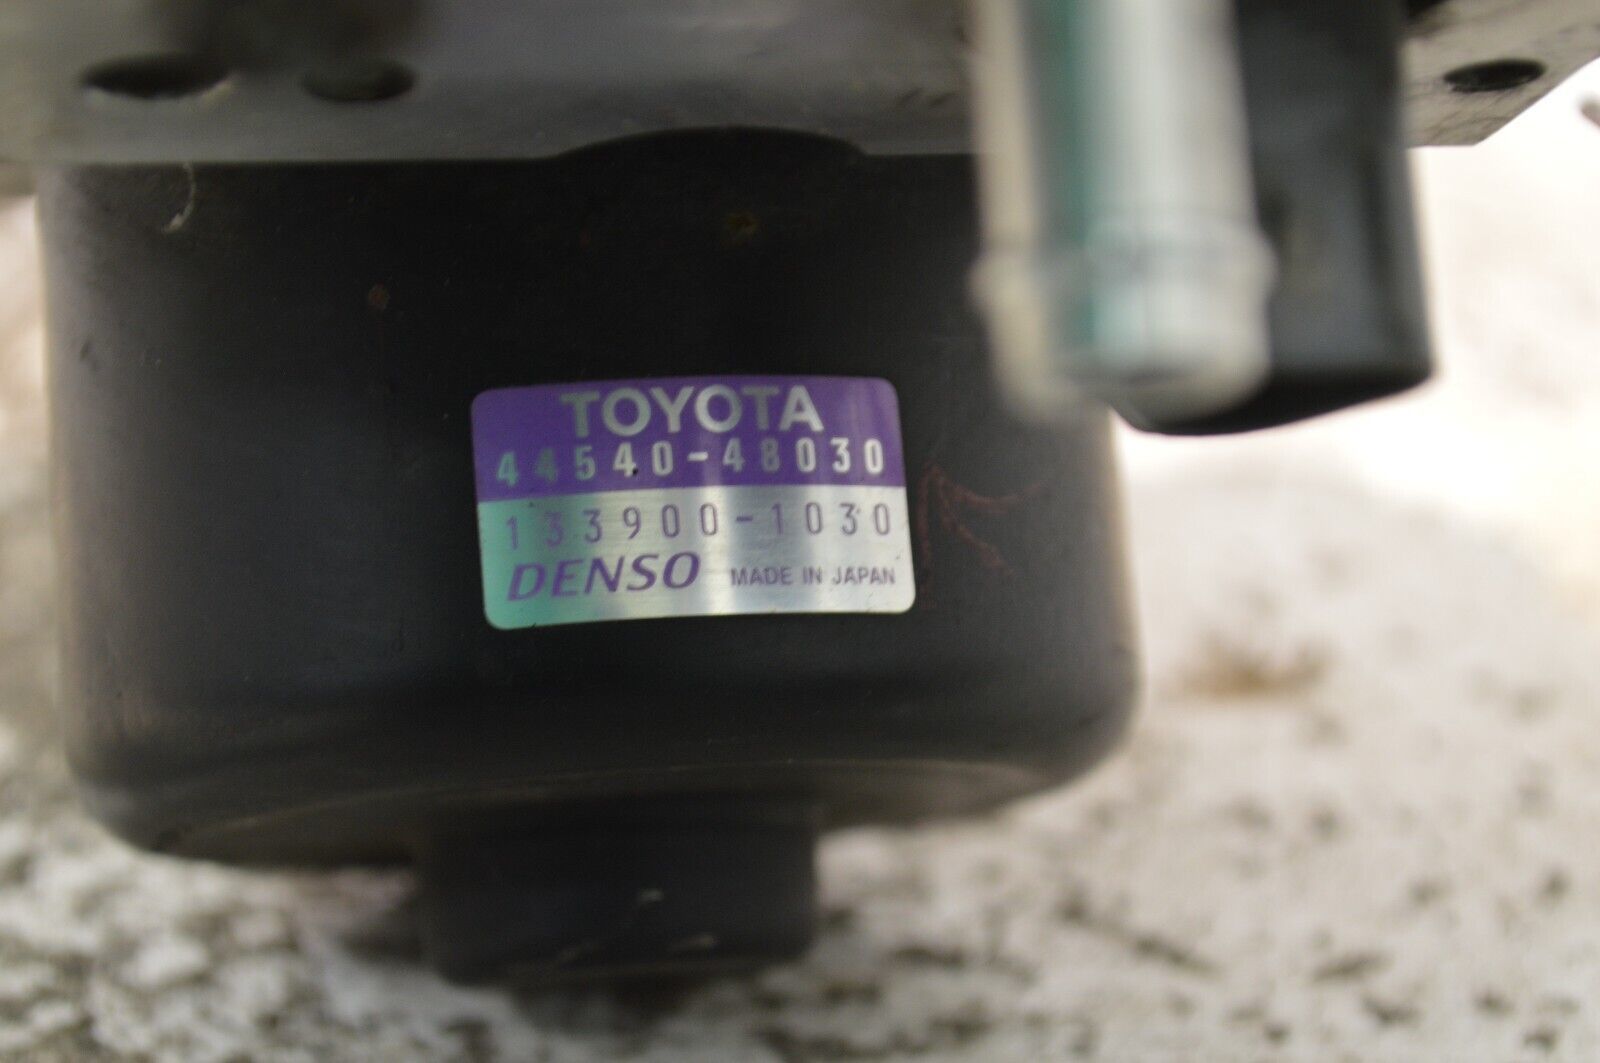 TOYOTA
44540-48030
133900-1030
DENSO MADE IN JAPAN